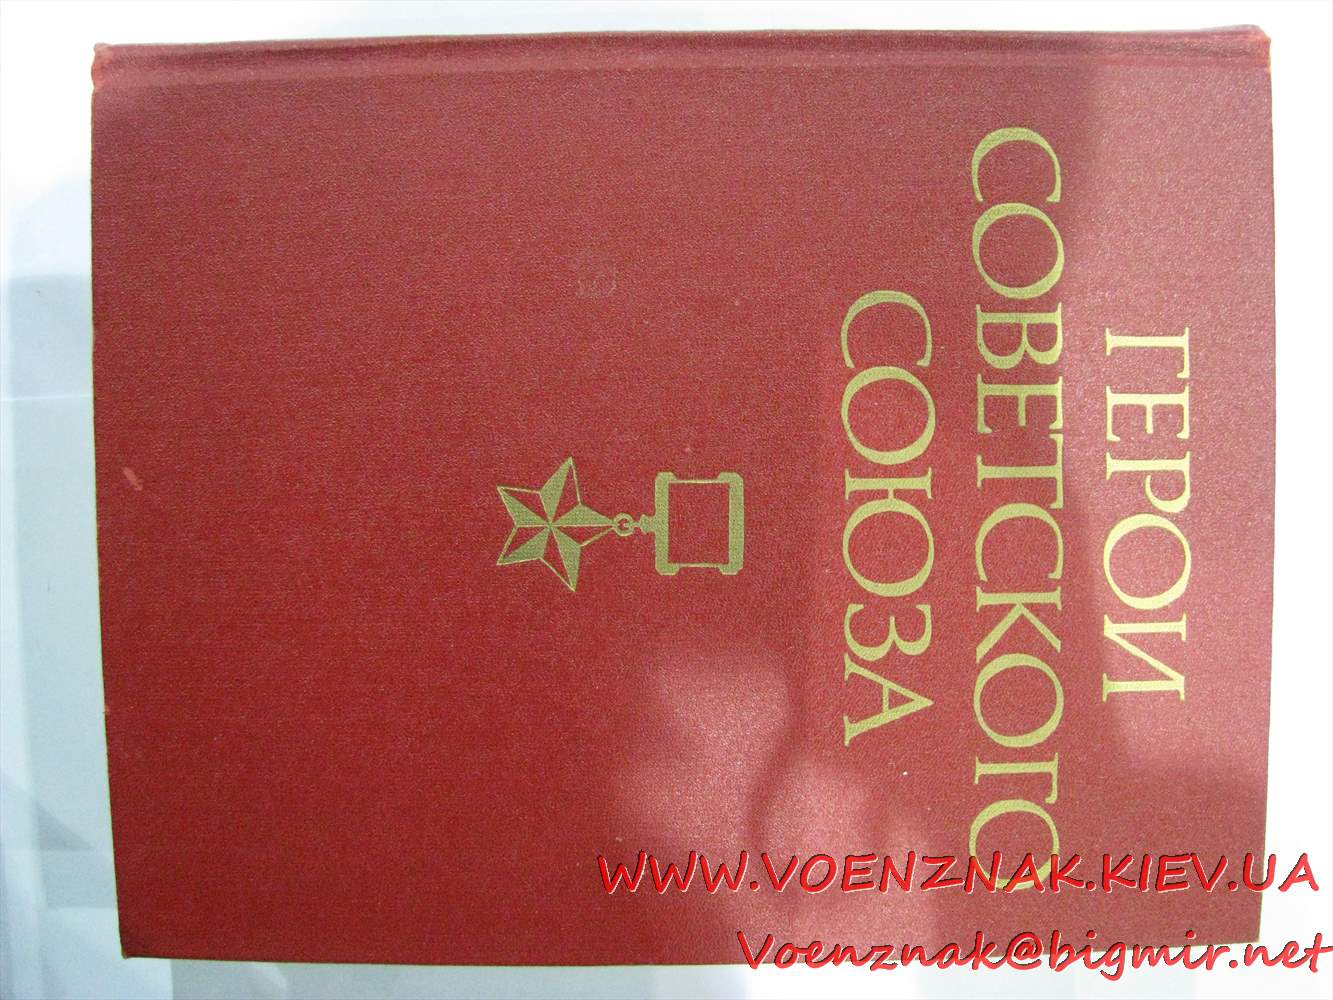 ГЕРОИ
СОВЕТСКОГО
СОЮЗА
WWW.VOENZNAK.KIEV.UA
Voenznak@bigmir.net